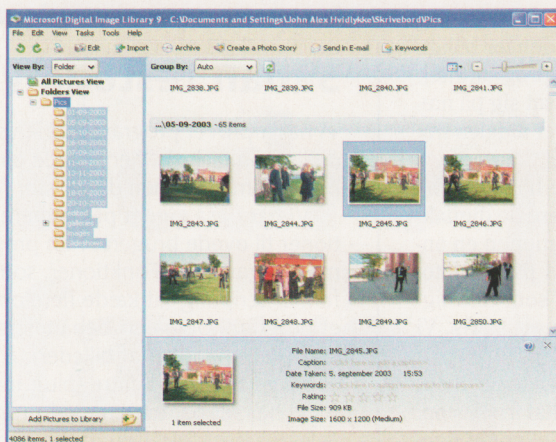 Microsoft Digital Image Library 9 - C:\Documents and Settings\John Alex Hvidlykke\Skrivebord\Pics
File Edit View Tasks Tools Help
Edit Import Archive Create a Photo Story Send in E-mail Keywords
View By: Folder Group By: Auto
All Pictures View
Folders View
Pics
IMG_2838.JPG IMG_2839.JPG IMG_2840.JPG IMG_2841.JPG
...\05-09-2003 - 65 items
IMG_2843.JPG IMG_2844.JPG IMG_2845.JPG IMG_2846.JPG
IMG_2847.JPG IMG_2848.JPG IMG_2849.JPG IMG_2850.JPG
File Name: IMG_2845.JPG
Caption:
Date Taken: 5. september 2003 15:53
Keywords:
Rating:
File Size: 909 KB
Image Size: 1600 x 1200 (Medium)
1 item selected
Add Pictures to Library
4086 items, 1 selected